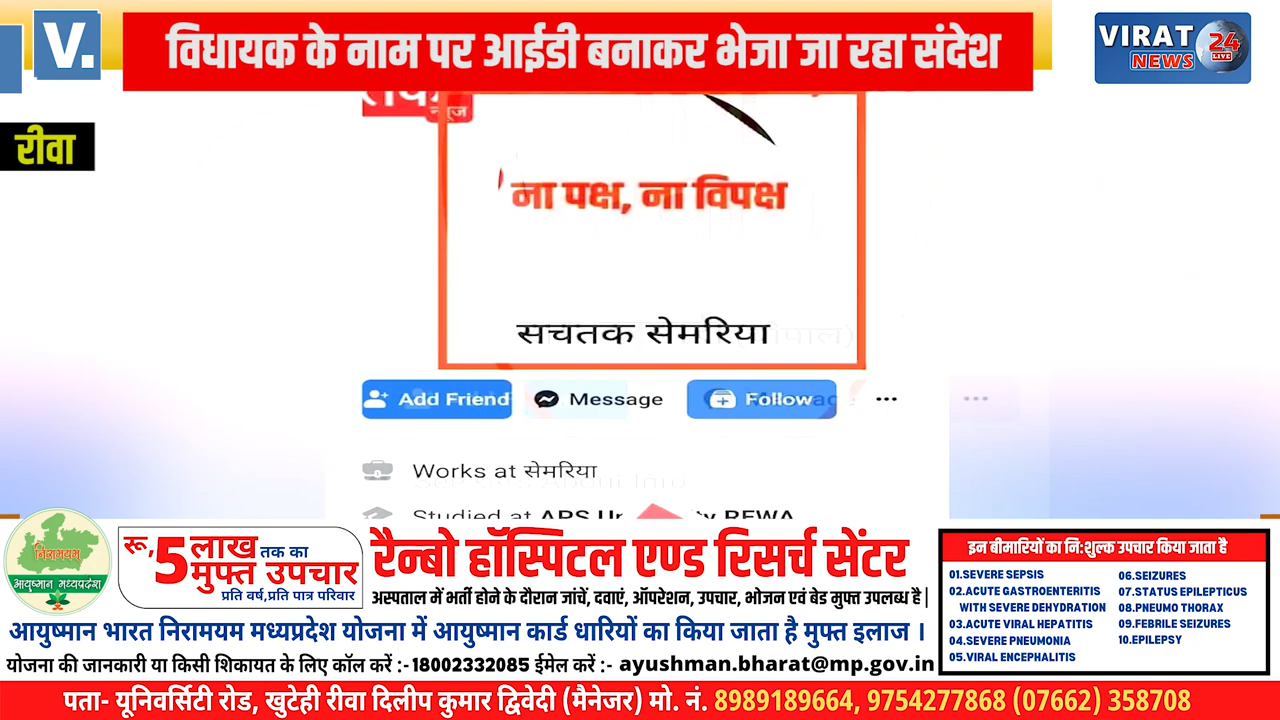 V.
विधायक के नाम पर आईडी बनाकर भेजा जा रहा संदेश
VIRAT 24
NEWS LIVE
रीवा
न्यूज
ना पक्ष, ना विपक्ष
सचतक सेमरिया
Add Friend
Message
Follow
Works at सेमरिया
Studied at APS REWA
निरामयम
आयुष्मान मध्यप्रदेश
रू,5 लाख तक का
मुफ्त उपचार
प्रति वर्ष,प्रति पात्र परिवार
रैन्बो हॉस्पिटल एण्ड रिसर्च सेंटर
अस्पताल में भर्ती होने के दौरान जांचें, दवाएं, ऑपरेशन, उपचार, भोजन एवं बेड मुफ्त उपलब्ध है|
आयुष्मान भारत निरामयम मध्यप्रदेश योजना में आयुष्मान कार्ड धारियों का किया जाता है मुफ्त इलाज ।
योजना की जानकारी या किसी शिकायत के लिए कॉल करें :- 18002332085 ईमेल करें :- ayushman.bharat@mp.gov.in
इन बीमारियों का नि:शुल्क उपचार किया जाता है
01.SEVERE SEPSIS
02.ACUTE GASTROENTERITIS
WITH SEVERE DEHYDRATION
03.ACUTE VIRAL HEPATITIS
04.SEVERE PNEUMONIA
05.VIRAL ENCEPHALITIS
06.SEIZURES
07.STATUS EPILEPTICUS
08.PNEUMO THORAX
09.FEBRILE SEIZURES
10.EPILEPSY
पता- यूनिवर्सिटी रोड, खुटेही रीवा दिलीप कुमार द्विवेदी (मैनेजर) मो. नं. 8989189664, 9754277868 (07662) 358708